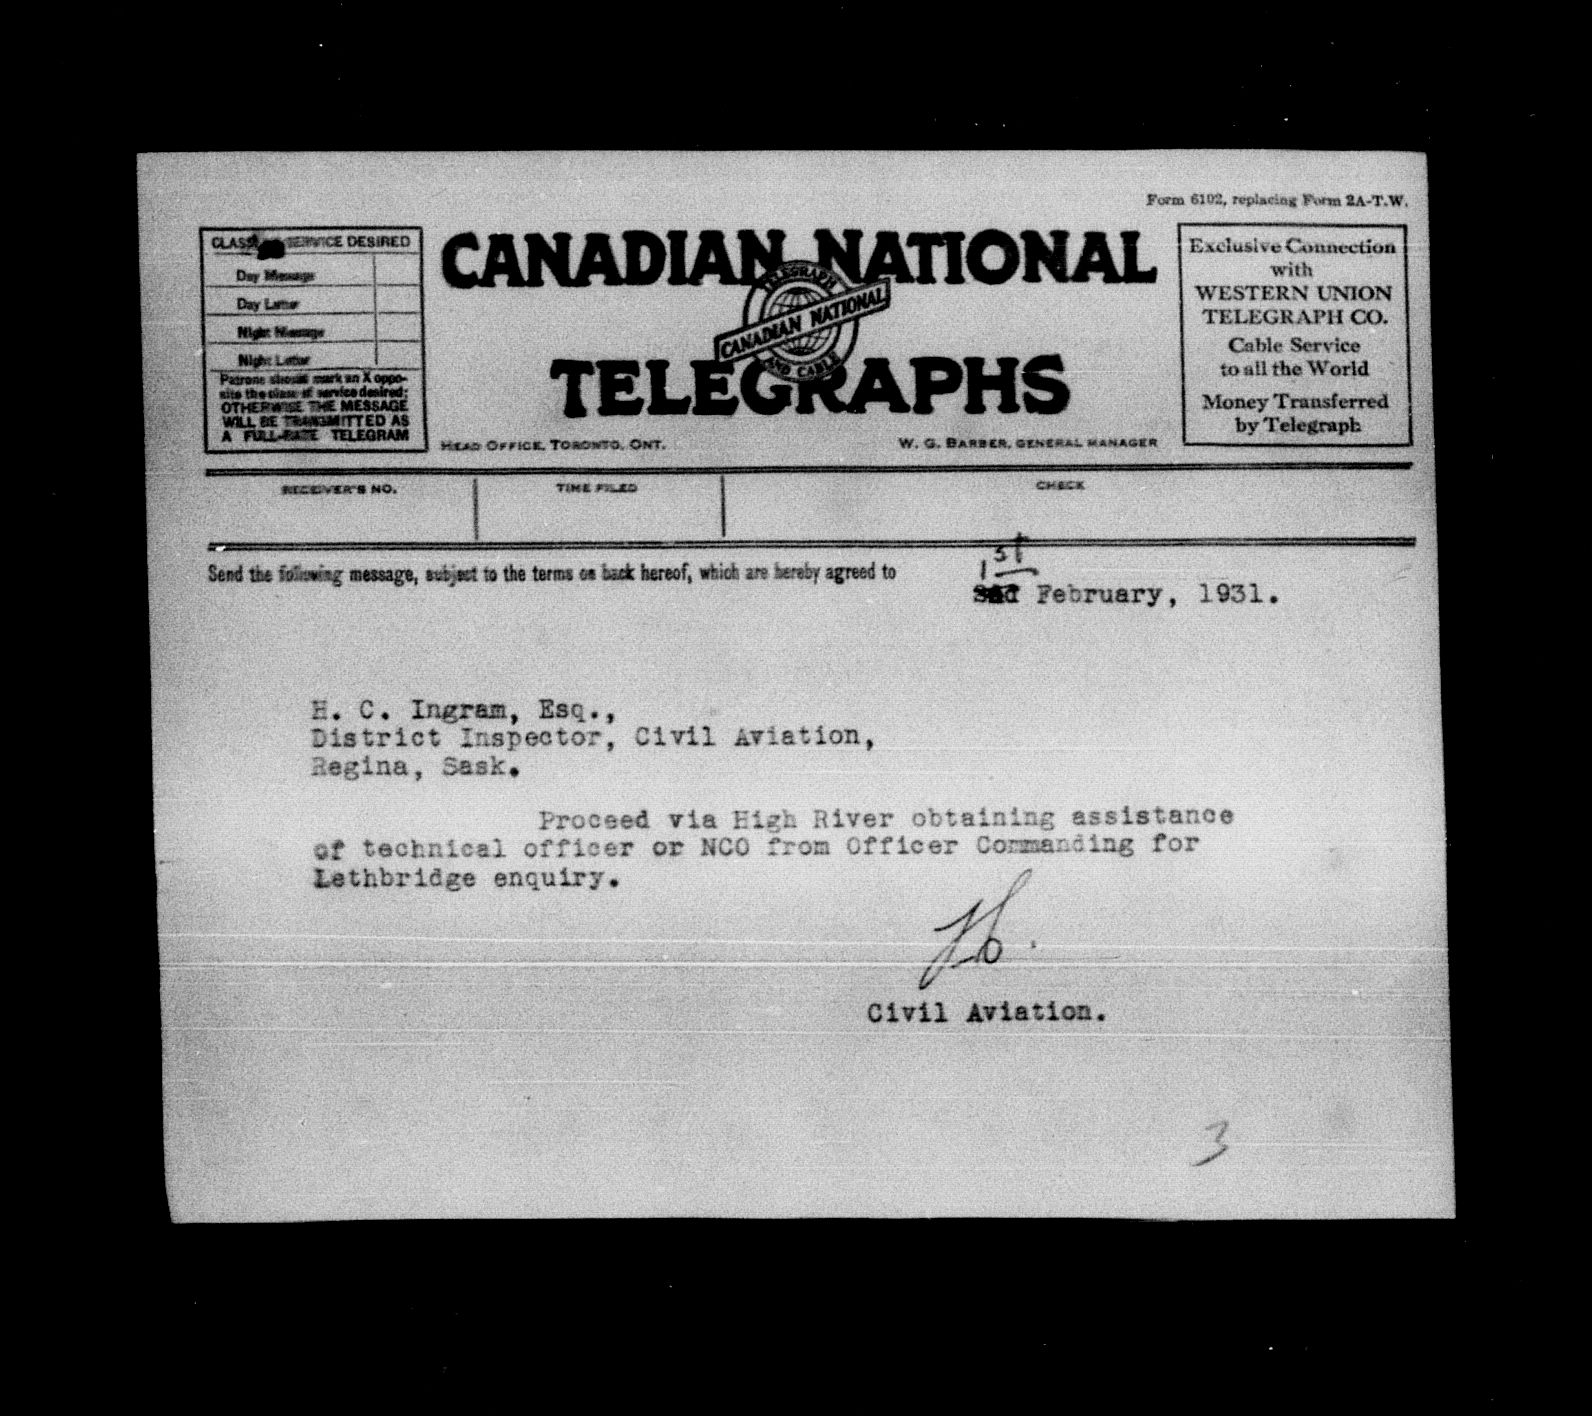 Form 6102, replacing Form 2A-T.W.
CLASS SERVICE DESIRED
Day Message
Day Letter
Night Message
Night Letter
Patrons should mark an X oppo-
site the class of service desired;
OTHERWISE THE MESSAGE
WILL BE TRANSMITTED AS
A FULL-RATE TELEGRAM
CANADIAN NATIONAL
TELEGRAPH
CANADIAN NATIONAL
AND CABLE
TELEGRAPHS
HEAD OFFICE, TORONTO, ONT.
W. G. BARBER, GENERAL MANAGER
Exclusive Connection
with
WESTERN UNION
TELEGRAPH CO.
Cable Service
to all the World
Money Transferred
by Telegraph
RECEIVER'S NO.
TIME FILED
CHECK
Send the following message, subject to the terms on back hereof, which are hereby agreed to
1st
February, 1931.
H. C. Ingram, Esq.,
District Inspector, Civil Aviation,
Regina, Sask.
Proceed via High River obtaining assistance
of technical officer or NCO from Officer Commanding for
Lethbridge enquiry.
Civil Aviation.
3